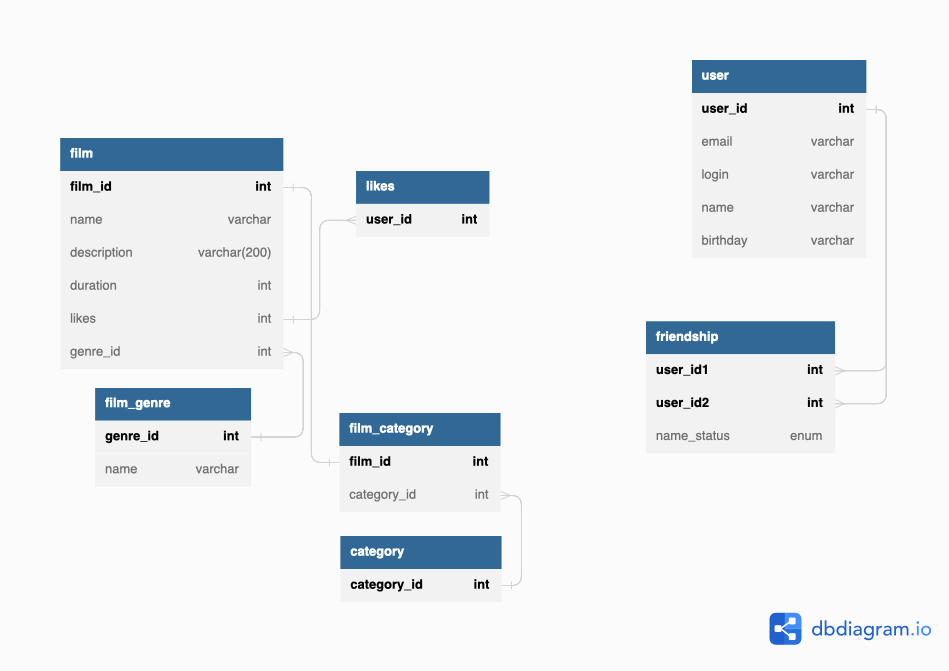 film
film_id int
name varchar
description varchar(200)
duration int
likes int
genre_id int
likes
user_id int
user
user_id int
email varchar
login varchar
name varchar
birthday varchar
film_genre
genre_id int
name varchar
film_category
film_id int
category_id int
category
category_id int
friendship
user_id1 int
user_id2 int
name_status enum
dbdiagram.io